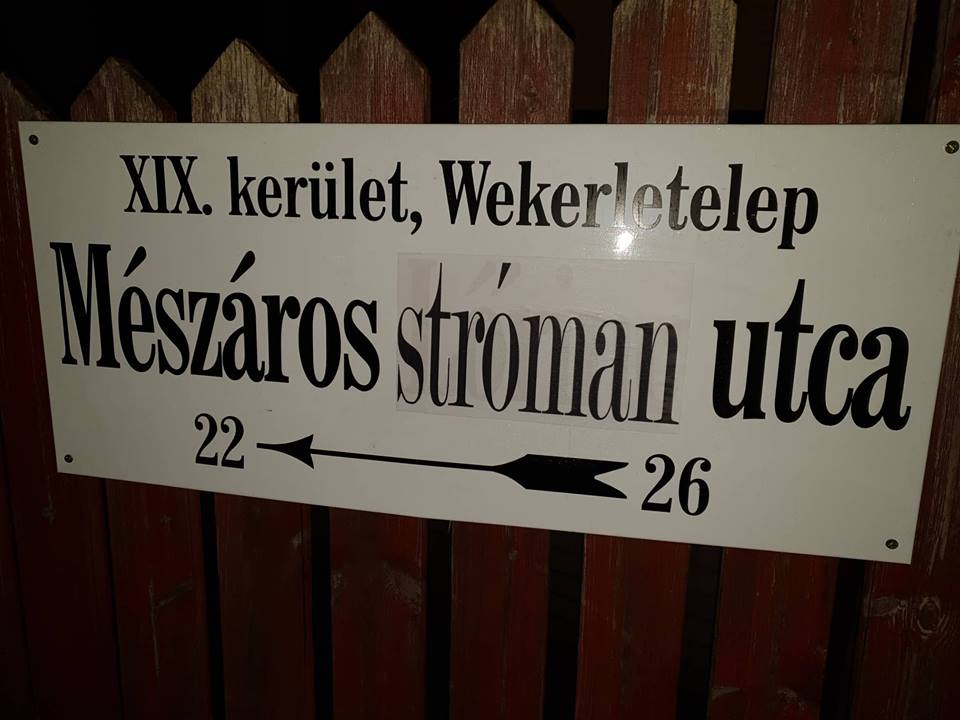 XIX. kerület, Wekerletelep
Mészáros stróman utca
22 26